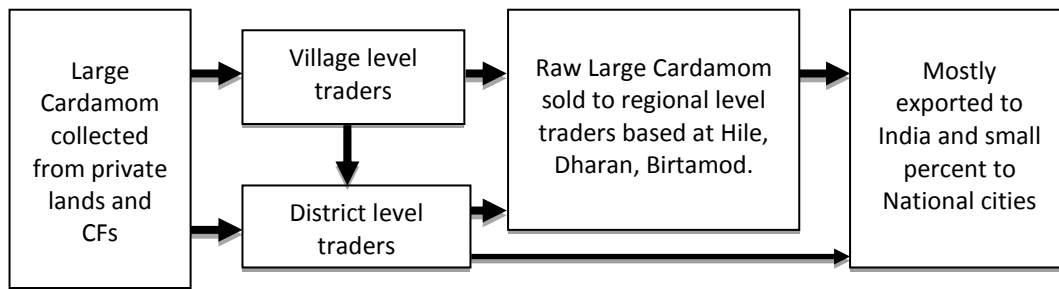 Large
Cardamom
collected
from private
lands and
CFs
Village level
traders
District level
traders
Raw Large Cardamom
sold to regional level
traders based at Hile,
Dharan, Birtamod.
Mostly
exported to
India and small
percent to
National cities